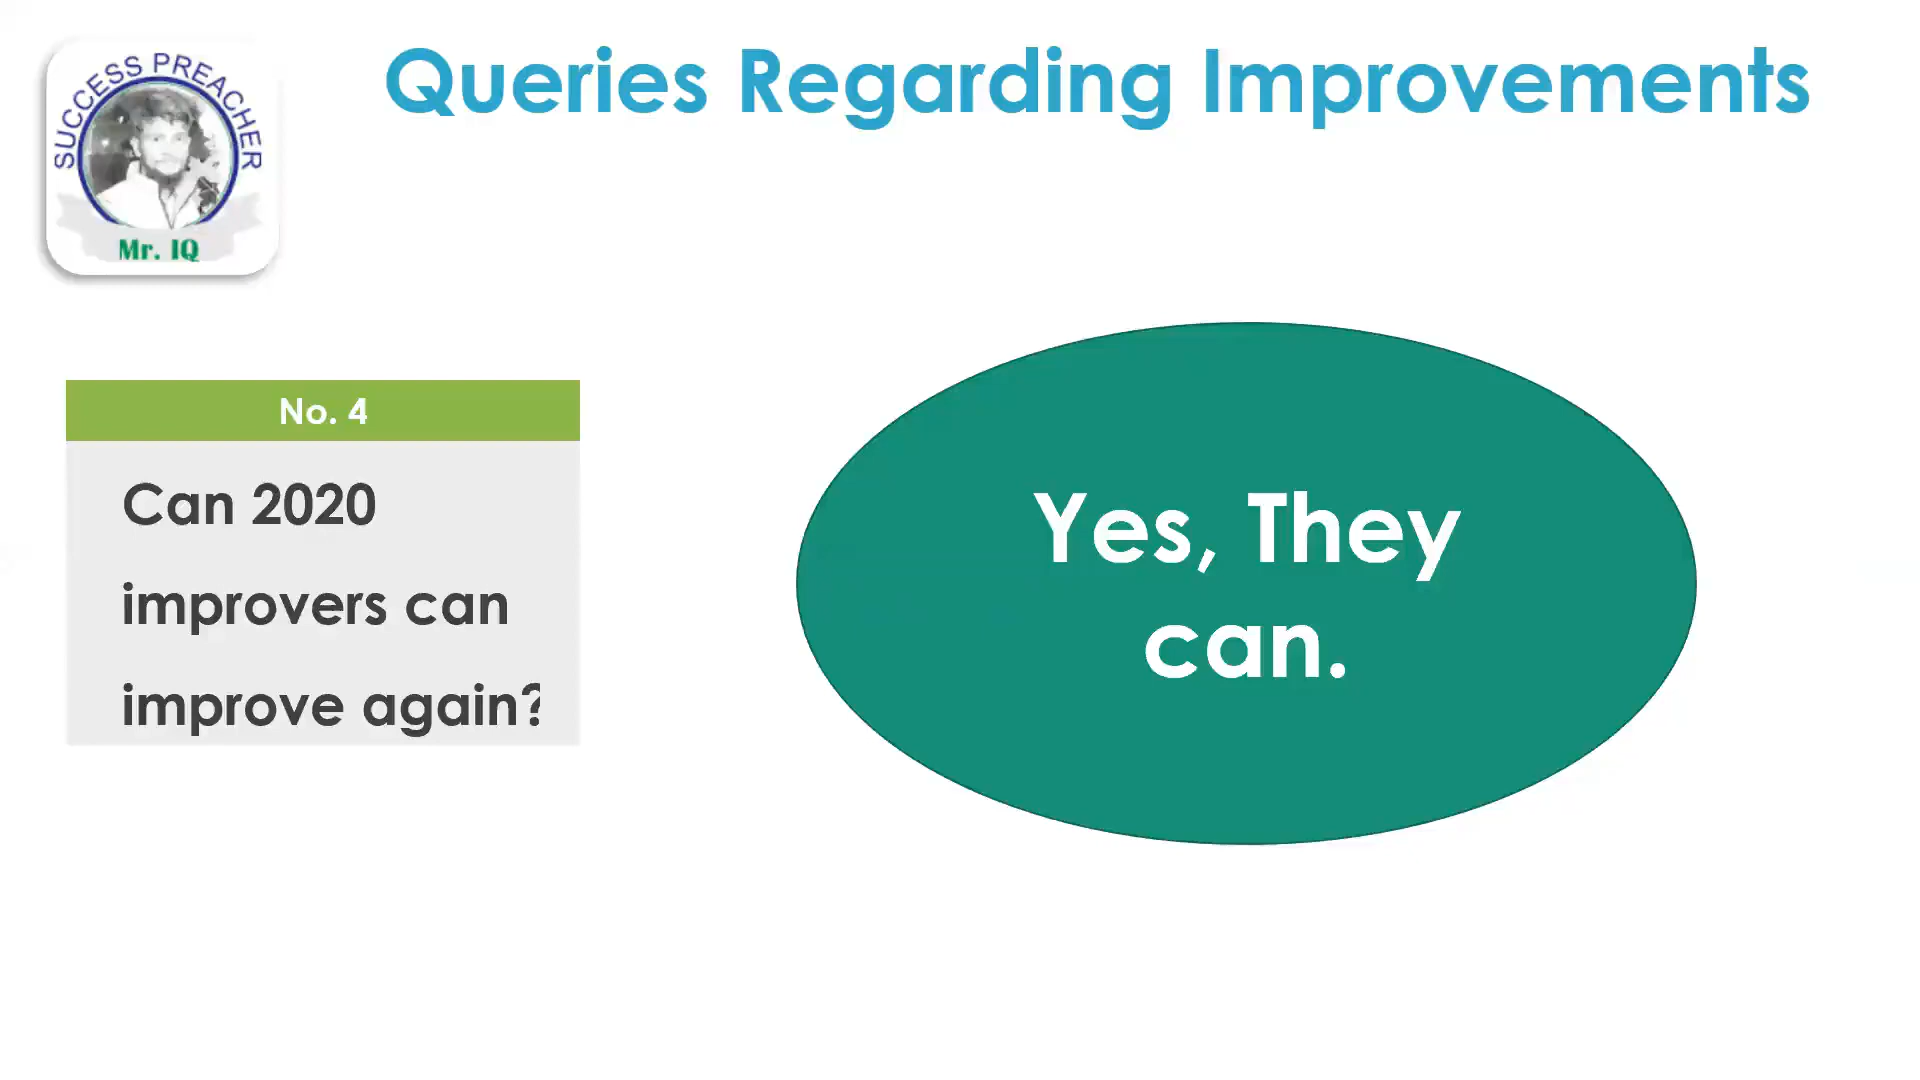 SUCCESS PREACHER
Mr. IQ
Queries Regarding Improvements
No. 4
Can 2020
improvers can
improve again?
Yes, They
can.